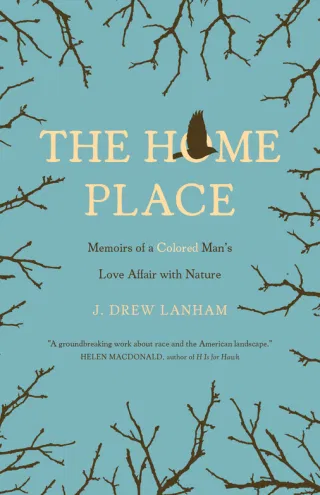 THE HOME
PLACE
Memoirs of a Colored Man's
Love Affair with Nature
J. DREW LANHAM
"A groundbreaking work about race and the American landscape."
HELEN MACDONALD, author of H Is for Hawk